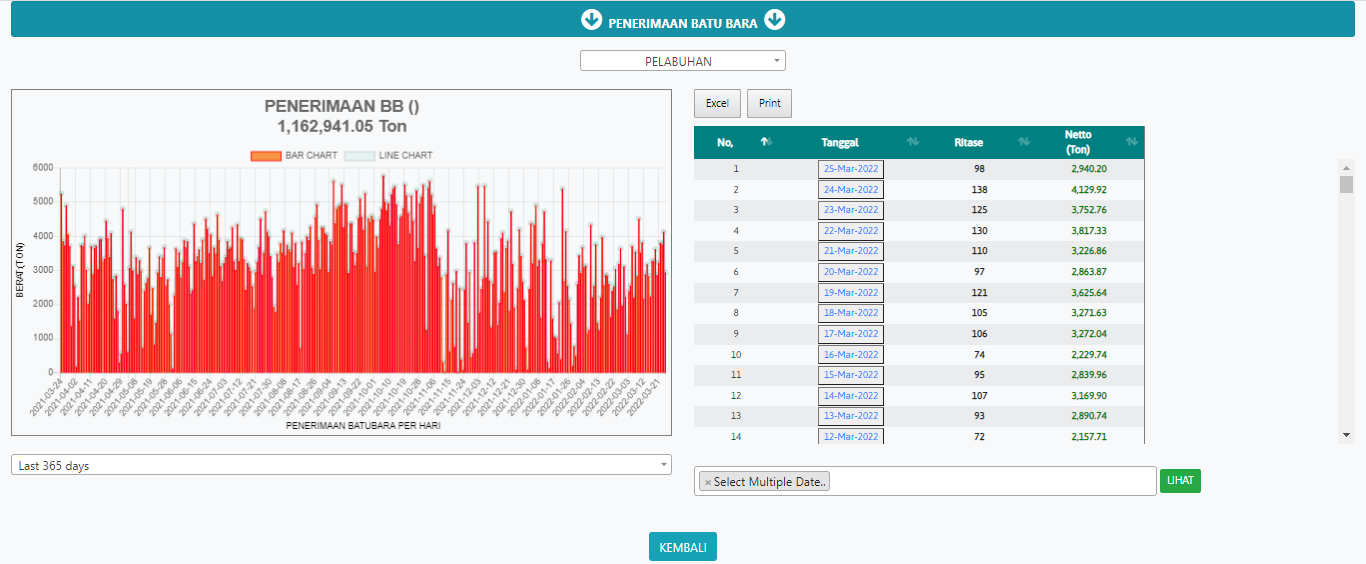 PENERIMAAN BATU BARA
PELABUHAN
PENERIMAAN BB ()
1,162,941.05 Ton
BAR CHART LINE CHART
6000
5000
4000
3000
2000
1000
0
BERAT (TON)
2021-03-24 2021-04-02 2021-04-11 2021-04-20 2021-04-29 2021-05-08 2021-05-19 2021-05-28 2021-06-06 2021-06-15 2021-06-24 2021-07-03 2021-07-12 2021-07-21 2021-07-30 2021-08-08 2021-08-17 2021-08-26 2021-09-04 2021-09-13 2021-09-22 2021-10-01 2021-10-10 2021-10-19 2021-10-28 2021-11-06 2021-11-15 2021-11-24 2021-12-03 2021-12-12 2021-12-21 2021-12-30 2022-01-08 2022-01-17 2022-01-26 2022-02-04 2022-02-13 2022-02-22 2022-03-03 2022-03-12 2022-03-21
PENERIMAAN BATUBARA PER HARI
Last 365 days
Excel Print
No, Tanggal Ritase Netto
(Ton)
1 25-Mar-2022 98 2,940.20
2 24-Mar-2022 138 4,129.92
3 23-Mar-2022 125 3,752.76
4 22-Mar-2022 130 3,817.33
5 21-Mar-2022 110 3,226.86
6 20-Mar-2022 97 2,863.87
7 19-Mar-2022 121 3,625.64
8 18-Mar-2022 105 3,271.63
9 17-Mar-2022 106 3,272.04
10 16-Mar-2022 74 2,229.74
11 15-Mar-2022 95 2,839.96
12 14-Mar-2022 107 3,169.90
13 13-Mar-2022 93 2,890.74
14 12-Mar-2022 72 2,157.71
× Select Multiple Date.. LIHAT
KEMBALI